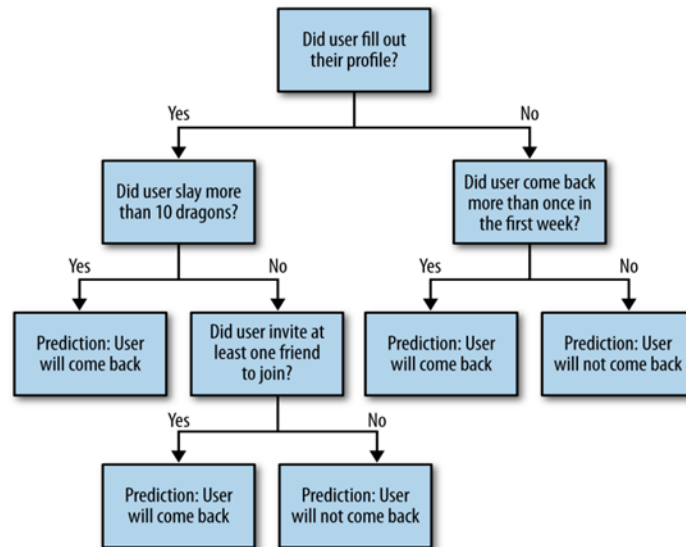 Did user fill out
their profile?
Yes
No
Did user slay more
than 10 dragons?
Did user come back
more than once in
the first week?
Yes
No
Yes
No
Prediction: User
will come back
Did user invite at
least one friend
to join?
Prediction: User
will come back
Prediction: User
will not come back
Yes
No
Prediction: User
will come back
Prediction: User
will not come back